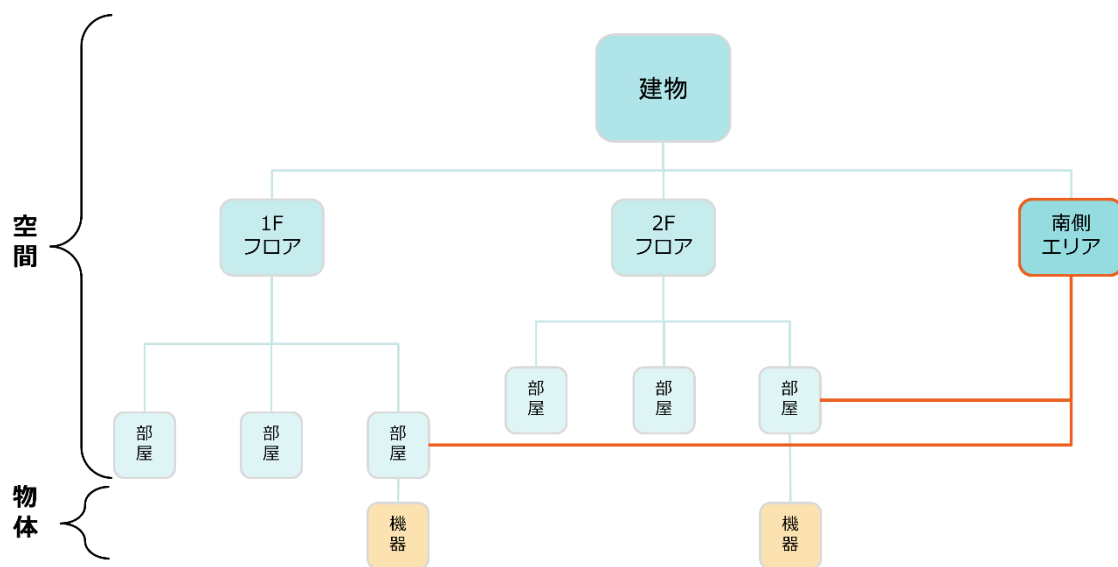 建物
1F
フロア
2F
フロア
南側
エリア
空
間
部
屋
部
屋
部
屋
部
屋
部
屋
部
屋
物
体
機
器
機
器